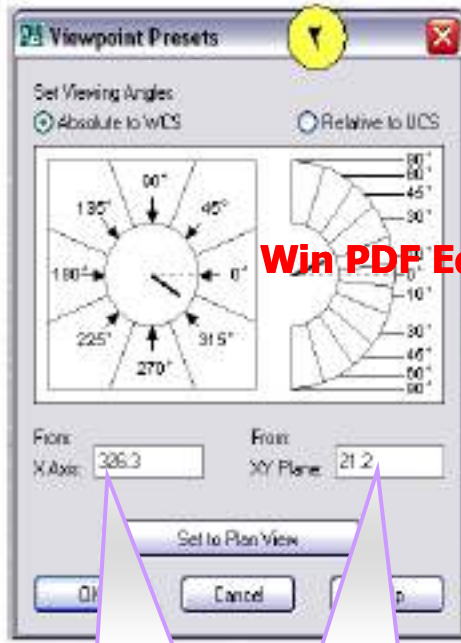 Viewpoint Presets ٢
Set Viewing Angles
Absolute to WCS Relative to UCS
90°
135° 45°
180° 0°
225° 315°
270°
90°
60°
45°
30°
10°
0°
-10°
-30°
-45°
-60°
-90°
Win PDF Ed
From: From:
X Axis: 326.3 XY Plane: 21.2
Set to Plan View
Cancel